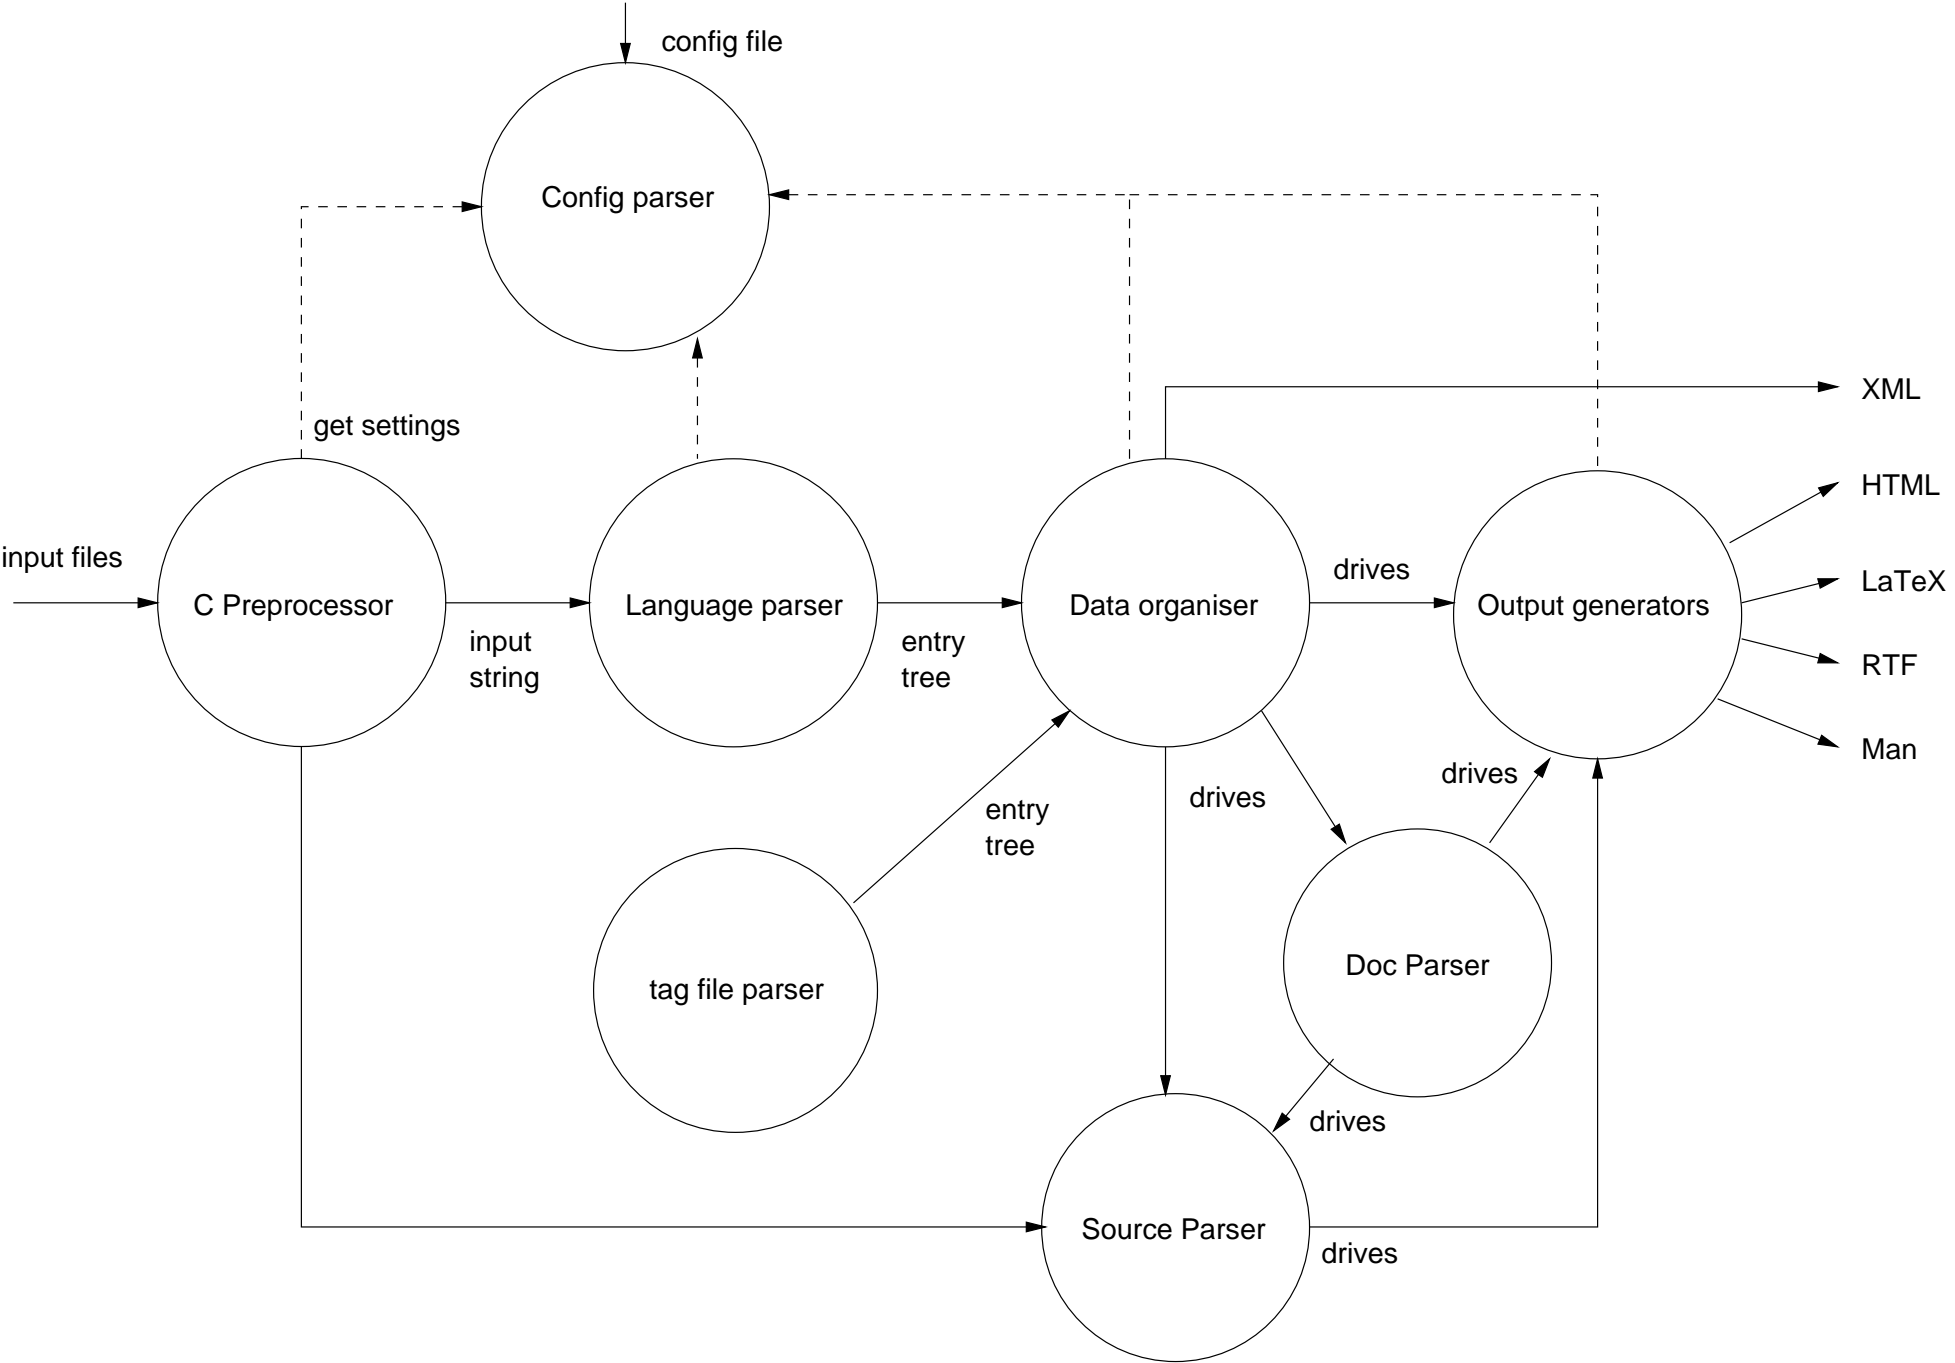 config file
Config parser
XML
get settings
HTML
input files
drives
LaTeX
C Preprocessor
Language parser
Data organiser
Output generators
input
string
entry
tree
RTF
Man
drives
drives
entry
tree
Doc Parser
tag file parser
drives
Source Parser
drives